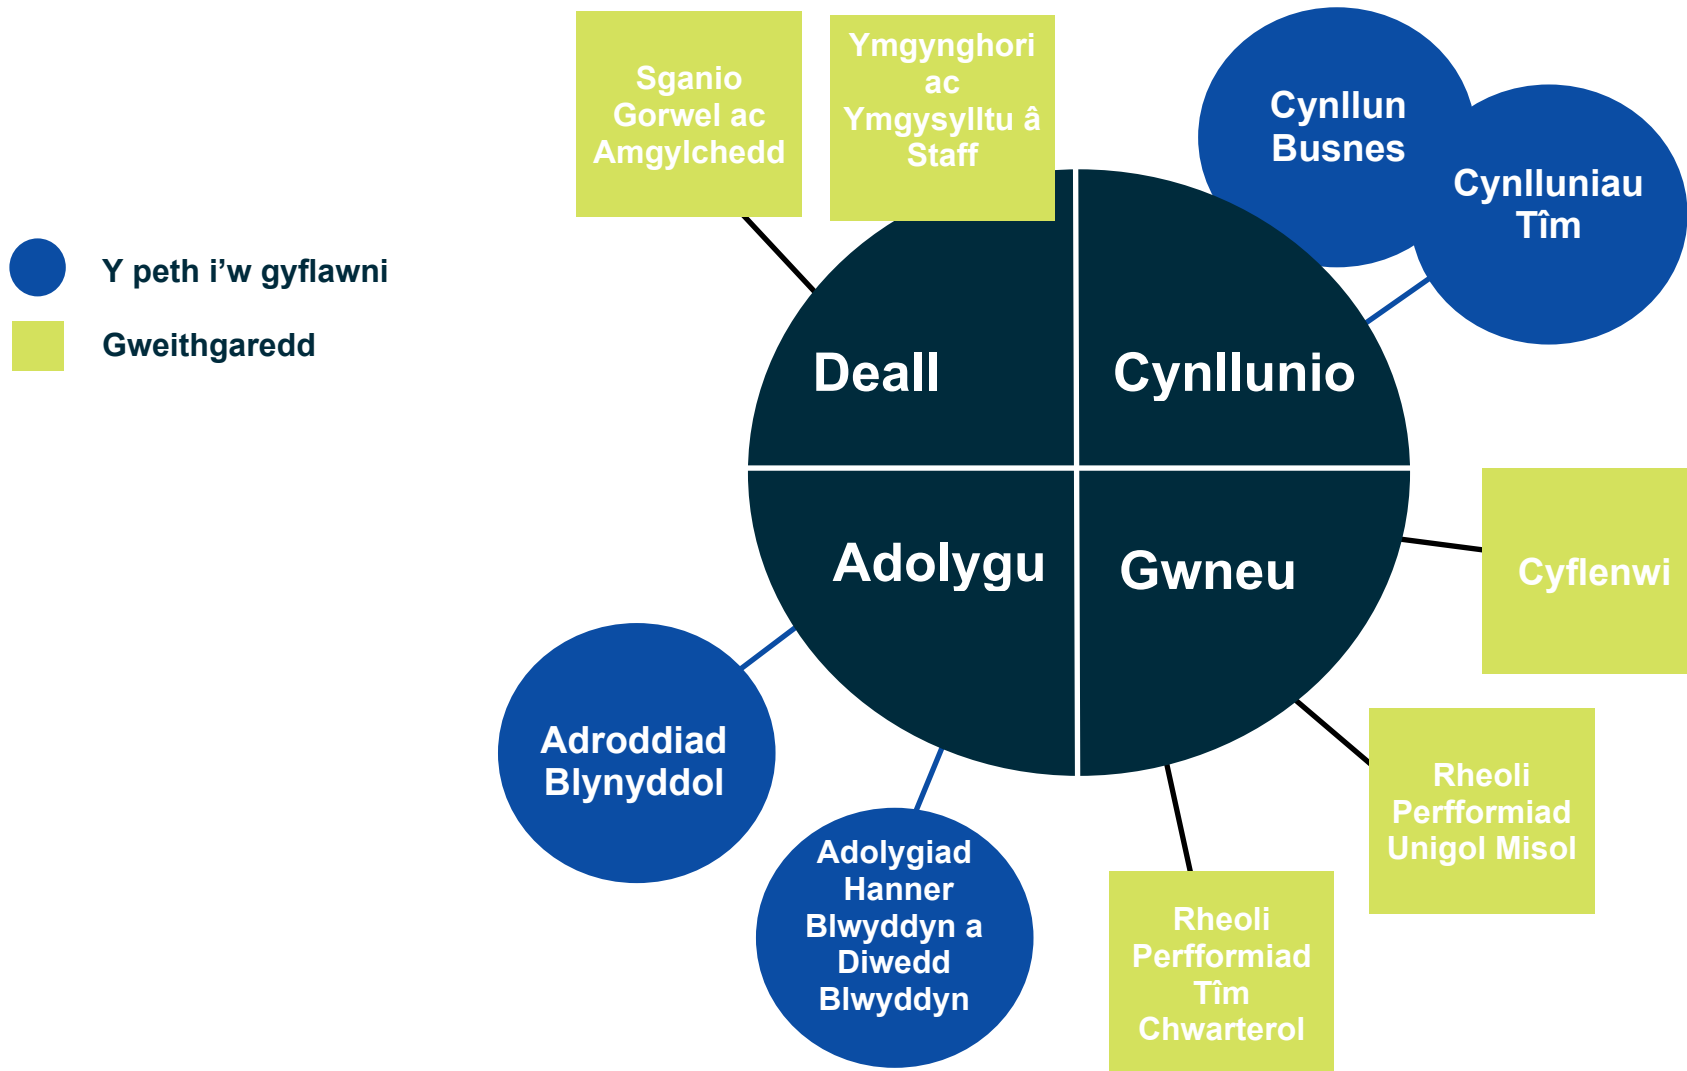 Sganio
Gorwel ac
Amgylchedd
Ymgynghori
ac
Ymgysylltu â
Staff
Cynllun
Busnes
Cynlluniau
Tîm
Y peth i’w gyflawni
Gweithgaredd
Deall
Cynllunio
Adolygu
Gwneu
Cyflenwi
Adroddiad
Blynyddol
Rheoli
Perfformiad
Unigol Misol
Adolygiad
Hanner
Blwyddyn a
Diwedd
Blwyddyn
Rheoli
Perfformiad
Tîm
Chwarterol